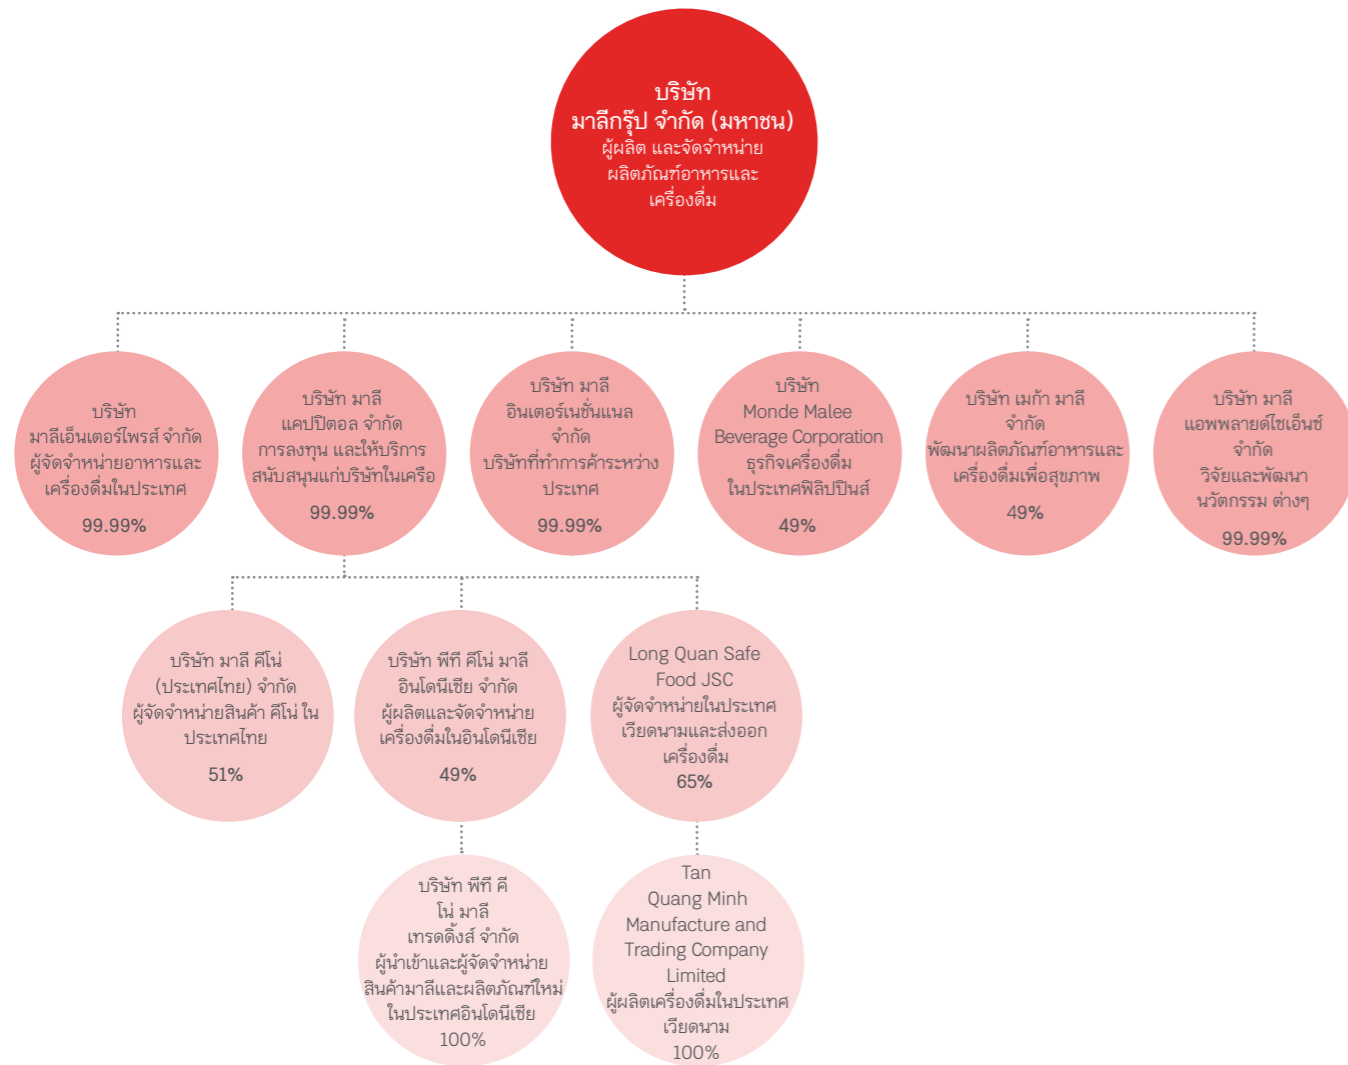 บริษัท
มาลีกรุ๊ป จำกัด (มหาชน)
ผู้ผลิต และจัดจำหน่าย
ผลิตภัณฑ์อาหารและ
เครื่องดื่ม
บริษัท
มาลีเอ็นเตอร์ไพรส์ จำกัด
ผู้จัดจำหน่ายอาหารและ
เครื่องดื่มในประเทศ
99.99%
บริษัท มาลี
แคปปิตอล จำกัด
การลงทุน และให้บริการ
สนับสนุนแก่บริษัทในเครือ
99.99%
บริษัท มาลี
อินเตอร์เนชั่นแนล
จำกัด
บริษัทที่ทำการค้าระหว่าง
ประเทศ
99.99%
บริษัท
Monde Malee
Beverage Corporation
ธุรกิจเครื่องดื่ม
ในประเทศฟิลิปปินส์
49%
บริษัท เมก้า มาลี
จำกัด
พัฒนาผลิตภัณฑ์อาหารและ
เครื่องดื่มเพื่อสุขภาพ
49%
บริษัท มาลี
แอพพลายด์ไซเอ็นซ์
จำกัด
วิจัยและพัฒนา
นวัตกรรม ต่างๆ
99.99%
บริษัท มาลี คีโน่
(ประเทศไทย) จำกัด
ผู้จัดจำหน่ายสินค้า คีโน่ ใน
ประเทศไทย
51%
บริษัท พีที คีโน่ มาลี
อินโดนีเซีย จำกัด
ผู้ผลิตและจัดจำหน่าย
เครื่องดื่มในอินโดนีเซีย
49%
Long Quan Safe
Food JSC
ผู้จัดจำหน่ายในประเทศ
เวียดนามและส่งออก
เครื่องดื่ม
65%
บริษัท พีที คี
โน่ มาลี
เทรดดิ้งส์ จำกัด
ผู้นำเข้าและผู้จัดจำหน่าย
สินค้ามาลีและผลิตภัณฑ์ใหม่
ในประเทศอินโดนีเซีย
100%
Tan
Quang Minh
Manufacture and
Trading Company
Limited
ผู้ผลิตเครื่องดื่มในประเทศ
เวียดนาม
100%